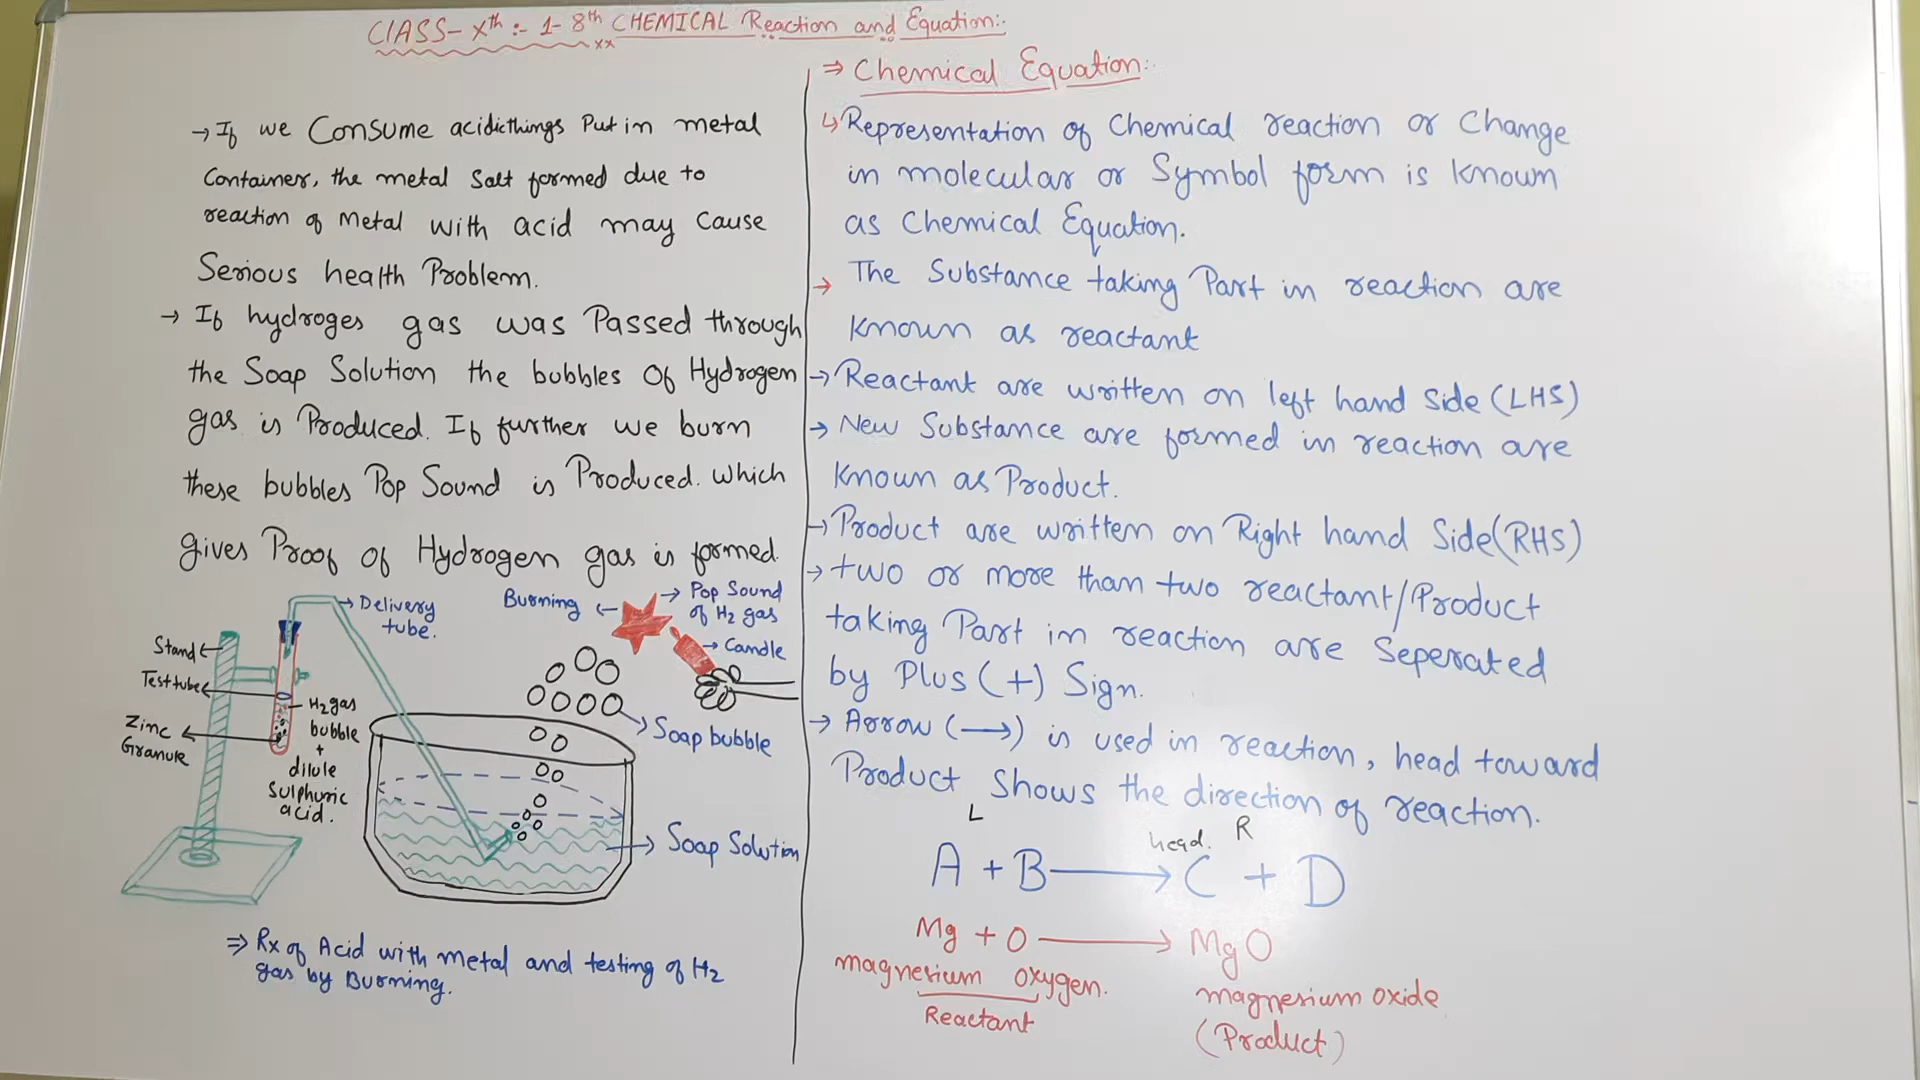 CLASS-Xth :- 1- 8th CHEMICAL Reaction and Equation:-
→ If we Consume acidicthings Put in metal
Container, the metal Salt formed due to
reaction of Metal with acid may Cause
Serious health Problem.
→ If hydroges gas was Passed through
the Soap Solution the bubbles Of Hydrogen
gas is Produced. If further we burn
these bubbles Pop Sound is Produced. which
gives Proof of Hydrogen gas is formed.
→ Delivery
tube.
Burning ←
→ Pop Sound
of H2 gas
→ Candle
Stand
Test tube
Zinc
Granule
H2 gas
bubble
+
dilule
Sulphuric
acid.
Soap bubble
Soap Solution
⇒ Rx of Acid with metal and testing of H2
gas by Burning.
⇒ Chemical Equation:-
↳ Representation of Chemical reaction or Change
in molecular or Symbol form is known
as Chemical Equation.
→ The Substance taking Part in reaction are
known as reactant
→ Reactant are written on left hand Side (LHS)
→ New Substance are formed in reaction are
known as Product.
→ Product are written on Right hand Side (RHS)
→ two or more than two reactant/Product
taking Part in reaction are Seperated
by Plus (+) Sign.
→ Arrow (→) is used in reaction, head toward
Product Shows the direction of reaction.
L
head. R
A + B → C + D
Mg + O → MgO
magnesium oxygen.
Reactant
magnesium oxide
(Product)